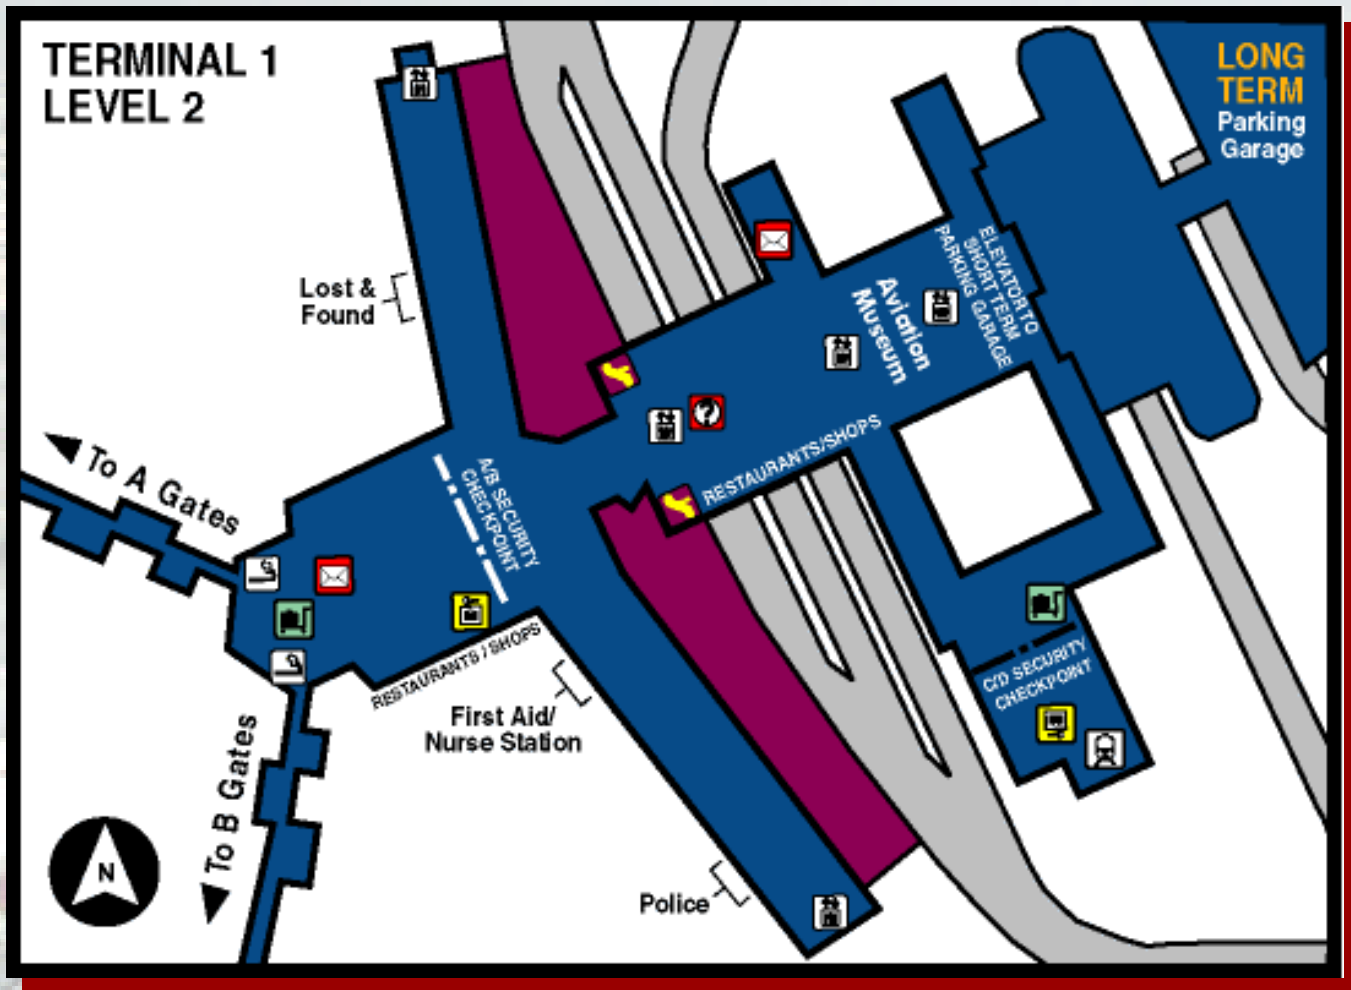 TERMINAL 1
LEVEL 2
LONG
TERM
Parking
Garage
ELEVATOR TO
SHORT TERM
PARKING GARAGE
Aviation
Museum
Lost &
Found
?
RESTAURANTS/SHOPS
To A Gates
A/B SECURITY
CHECKPOINT
RESTAURANTS / SHOPS
C/D SECURITY
CHECKPOINT
First Aid/
Nurse Station
To B Gates
N
Police